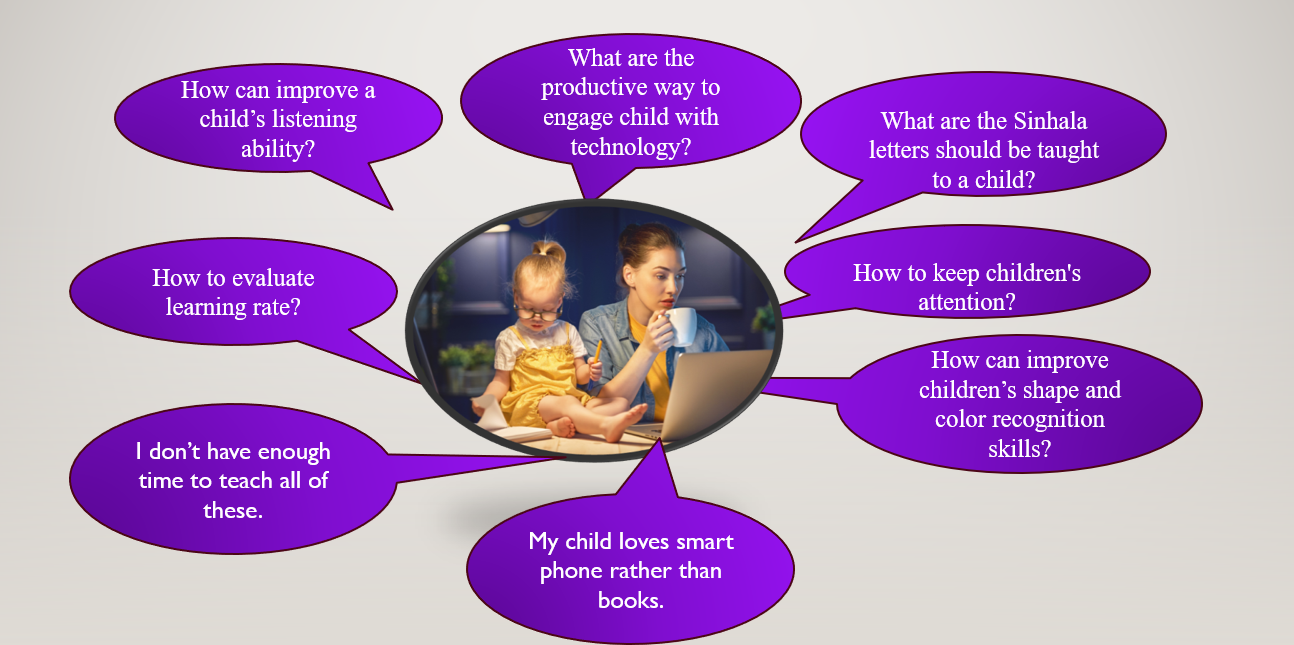 How can improve a
child’s listening
ability?
What are the
productive way to
engage child with
technology?
What are the Sinhala
letters should be taught
to a child?
How to evaluate
learning rate?
How to keep children's
attention?
How can improve
children’s shape and
color recognition
skills?
I don’t have enough
time to teach all of
these.
My child loves smart
phone rather than
books.